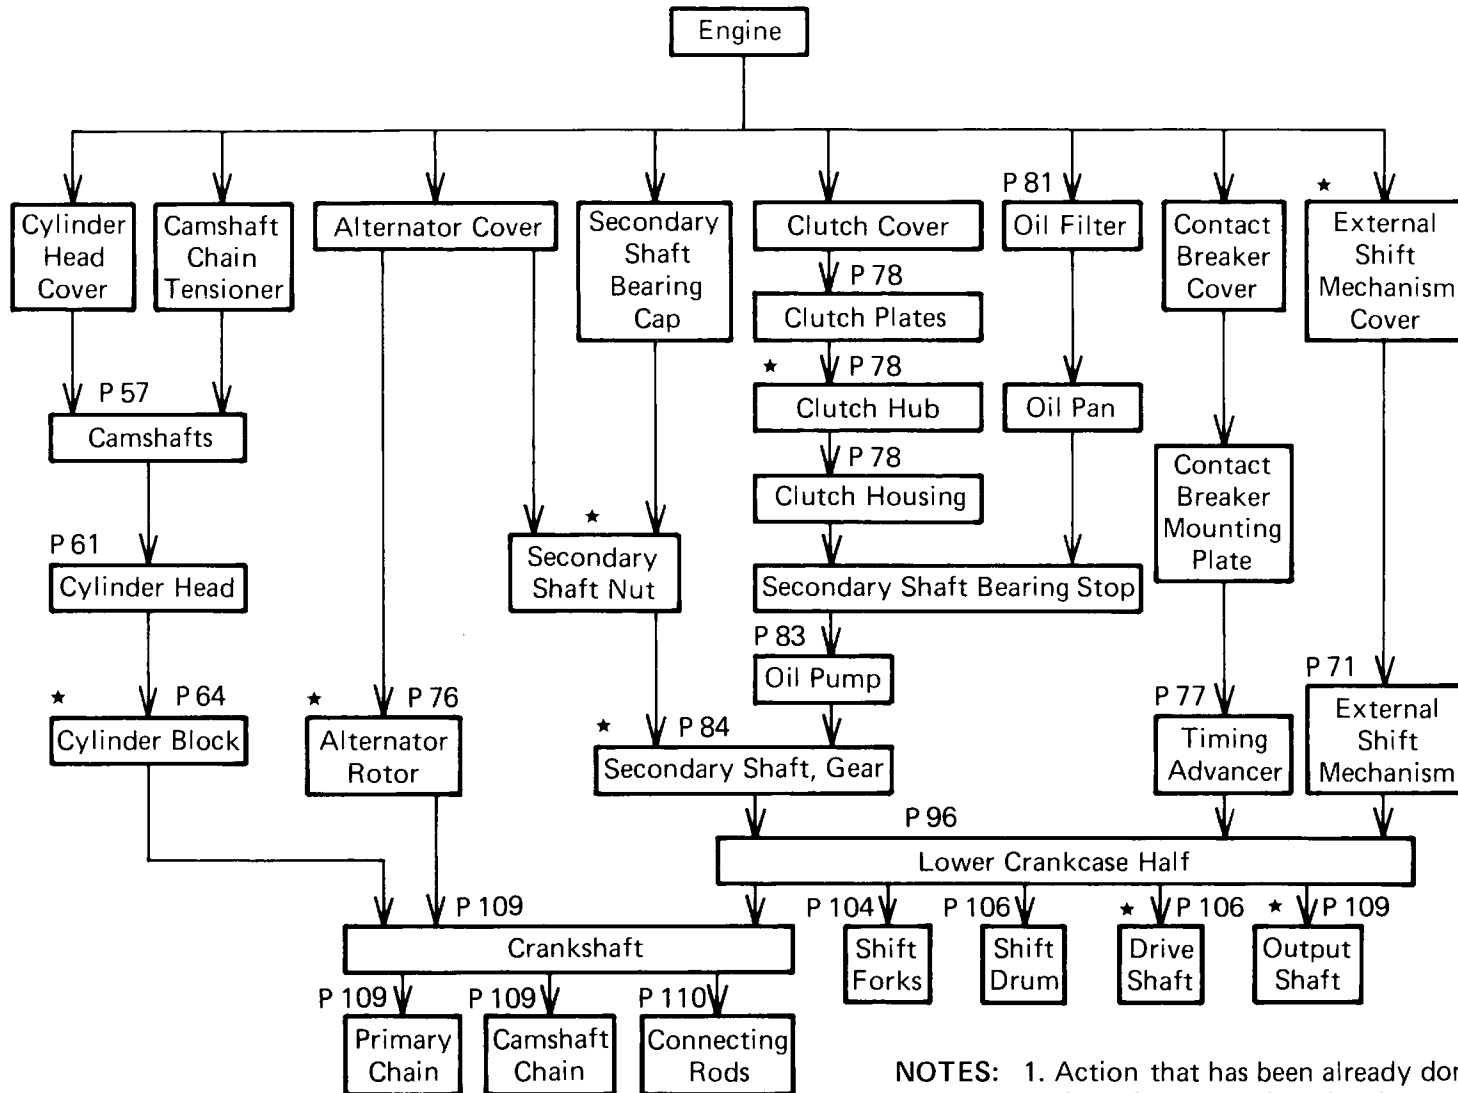 Engine
Cylinder
Head
Cover
Camshaft
Chain
Tensioner
Alternator Cover
Secondary
Shaft
Bearing
Cap
Clutch Cover
P 81
Oil Filter
Contact
Breaker
Cover
★
External
Shift
Mechanism
Cover
P 78
Clutch Plates
★ P 78
Clutch Hub
Oil Pan
P 57
Camshafts
P 78
Clutch Housing
Contact
Breaker
Mounting
Plate
★
Secondary
Shaft Nut
P 61
Cylinder Head
Secondary Shaft Bearing Stop
P 83
Oil Pump
★ P 64
Cylinder Block
★ P 76
Alternator
Rotor
★ P 84
Secondary Shaft, Gear
P 77
Timing
Advancer
P 71
External
Shift
Mechanism
P 96
Lower Crankcase Half
P 109
Crankshaft
P 104
Shift
Forks
P 106
Shift
Drum
★ P 106
Drive
Shaft
★ P 109
Output
Shaft
P 109
Primary
Chain
P 109
Camshaft
Chain
P 110
Connecting
Rods
NOTES: 1. Action that has been already